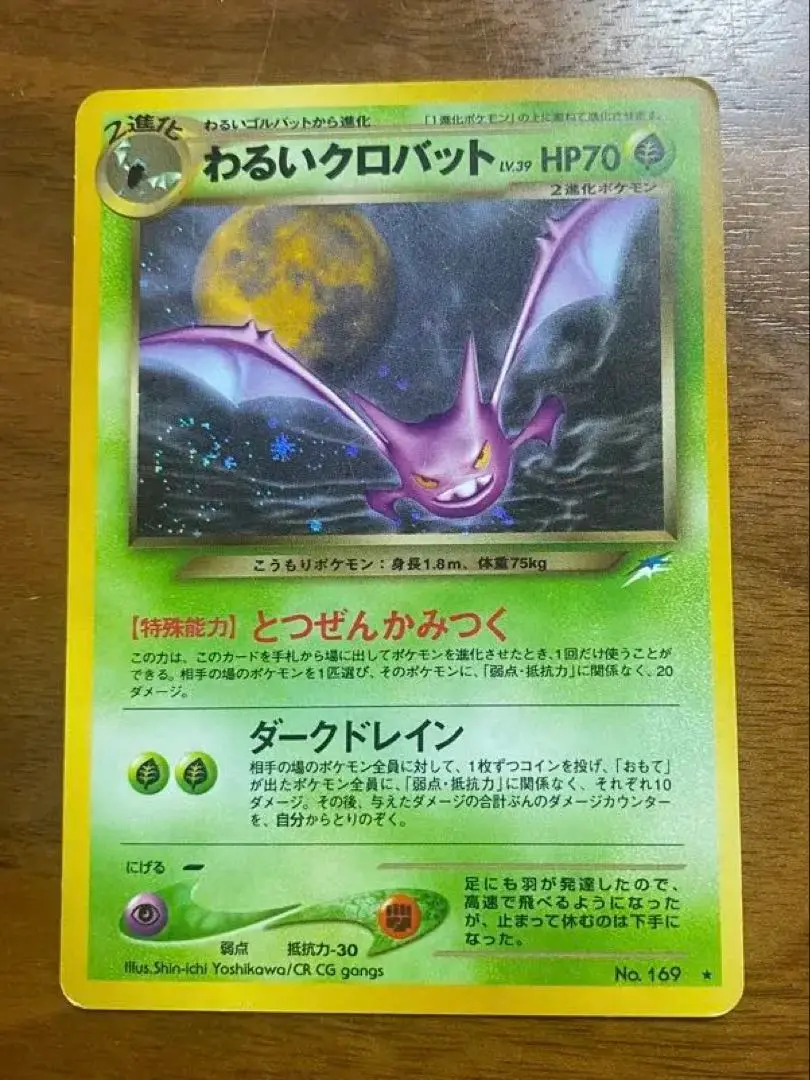 2進化
わるいゴルバットから進化 「1進化ポケモン」の上に重ねて進化させます。
わるいクロバット LV.39 HP70
2進化ポケモン
こうもりポケモン：身長1.8m、体重75kg
【特殊能力】とつぜんかみつく
この力は、このカードを手札から場に出してポケモンを進化させたとき、1回だけ使うことが
できる。相手の場のポケモンを1匹選び、そのポケモンに、「弱点・抵抗力」に関係なく、20
ダメージ。
ダークドレイン
相手の場のポケモン全員に対して、1枚ずつコインを投げ、「おもて」
が出たポケモン全員に、「弱点・抵抗力」に関係なく、それぞれ10
ダメージ。その後、与えたダメージの合計ぶんのダメージカウンター
を、自分からとりのぞく。
にげる
弱点 抵抗力-30
足にも羽が発達したので、
高速で飛べるようになった
が、止まって休むのは下手に
なった。
Illus.Shin-ichi Yoshikawa/CR CG gangs
No. 169 ★